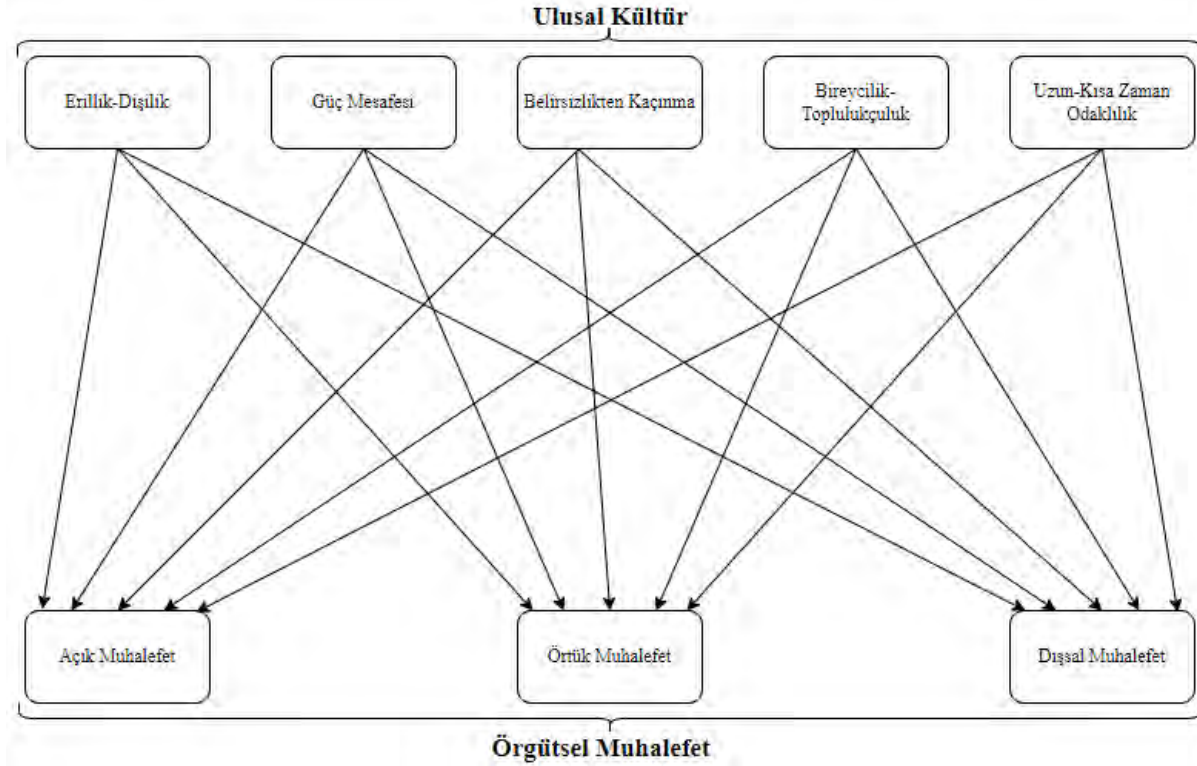 Ulusal Kültür
Erillik-Dişilik
Güç Mesafesi
Belirsizlikten Kaçınma
Bireycilik-
Toplulukçuluk
Uzun-Kısa Zaman
Odaklılık
Açık Muhalefet
Örtük Muhalefet
Dışsal Muhalefet
Örgütsel Muhalefet